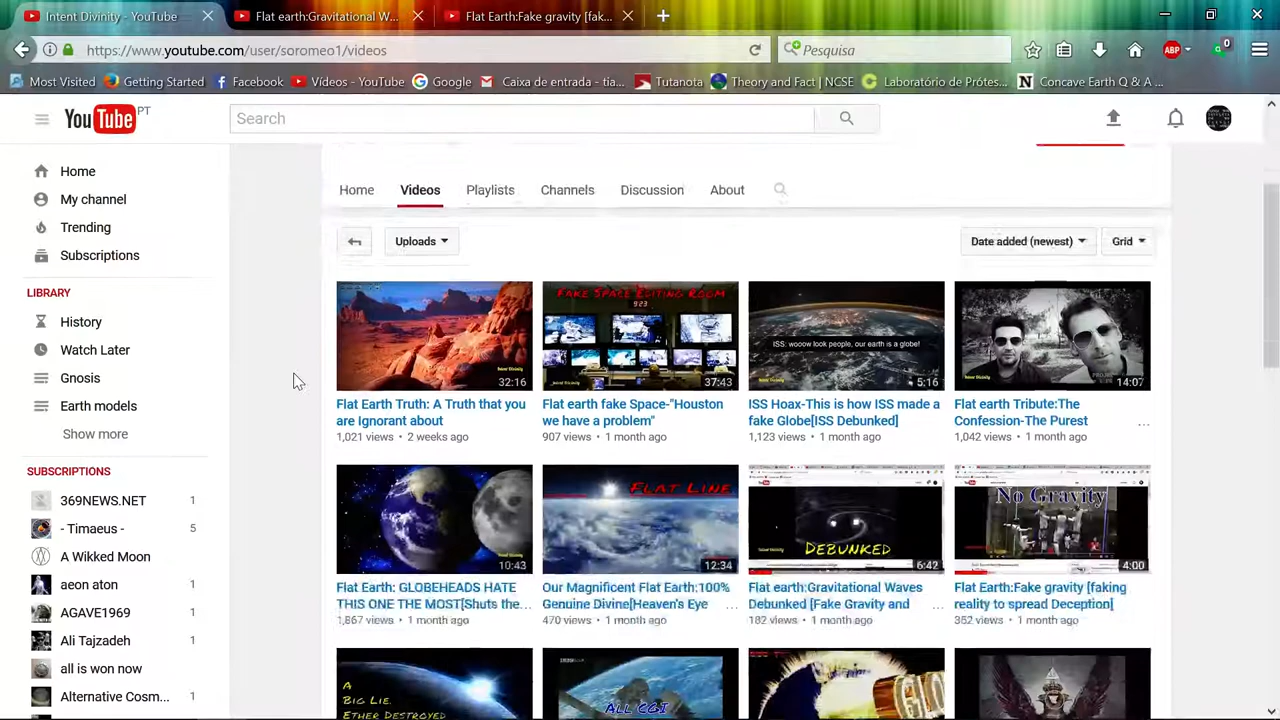 Intent Divinity - YouTube
Flat earth:Gravitational W...
Flat Earth:Fake gravity [fak...
https://www.youtube.com/user/soromeo1/videos
Pesquisa
ABP
0
Most Visited
Getting Started
Facebook
Vídeos - YouTube
Google
Caixa de entrada - tia...
Tutanota
Theory and Fact | NCSE
Laboratório de Prótes...
Concave Earth Q & A ...
YouTube PT
Search
Home
My channel
Trending
Subscriptions
LIBRARY
History
Watch Later
Gnosis
Earth models
Show more
SUBSCRIPTIONS
369NEWS.NET 1
- Timaeus - 5
A Wikked Moon
aeon aton 1
AGAVE1969 1
Ali Tajzadeh 1
all is won now 1
Alternative Cosm... 1
Home Videos Playlists Channels Discussion About
Uploads
Date added (newest)
Grid
32:16
Flat Earth Truth: A Truth that you
are Ignorant about
1,021 views • 2 weeks ago
FAKE SPACE EDITING ROOM
923
37:43
Flat earth fake Space-"Houston
we have a problem"
907 views • 1 month ago
ISS: wooow look people, our earth is a globe!
5:16
ISS Hoax-This is how ISS made a
fake Globe[ISS Debunked]
1,123 views • 1 month ago
14:07
Flat earth Tribute:The
Confession-The Purest
1,042 views • 1 month ago
10:43
Flat Earth: GLOBEHEADS HATE
THIS ONE THE MOST[Shuts the...
1,867 views • 1 month ago
FLAT LINE
12:34
Our Magnificent Flat Earth:100%
Genuine Divine[Heaven's Eye
470 views • 1 month ago
DEBUNKED
6:42
Flat earth:Gravitational Waves
Debunked [Fake Gravity and
182 views • 1 month ago
No Gravity
4:00
Flat Earth:Fake gravity [faking
reality to spread Deception]
352 views • 1 month ago
A
BIG LIE.
ETHER DESTROYED
ALL CGI